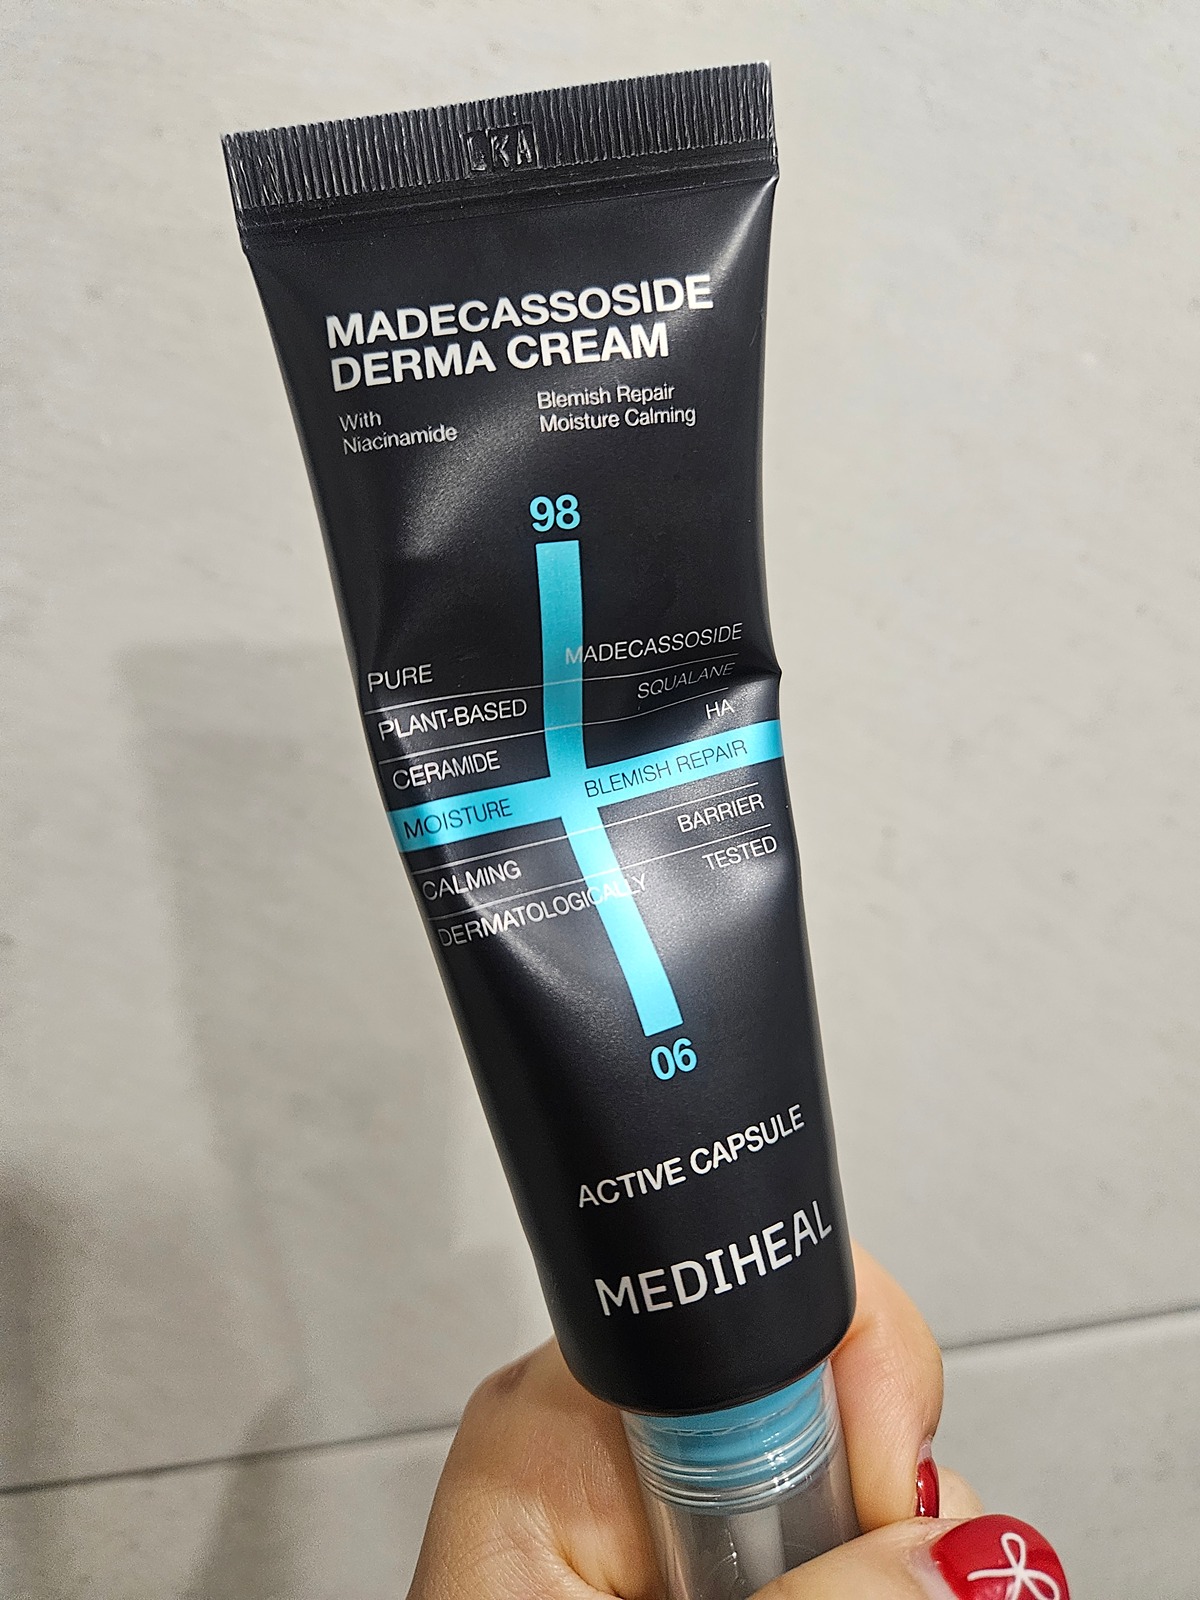 MADECASSOSIDE
DERMA CREAM
With
Niacinamide
Blemish Repair
Moisture Calming
98
PURE MADECASSOSIDE
PLANT-BASED SQUALANE
CERAMIDE HA
MOISTURE BLEMISH REPAIR
CALMING BARRIER
DERMATOLOGICALLY TESTED
06
ACTIVE CAPSULE
MEDIHEAL